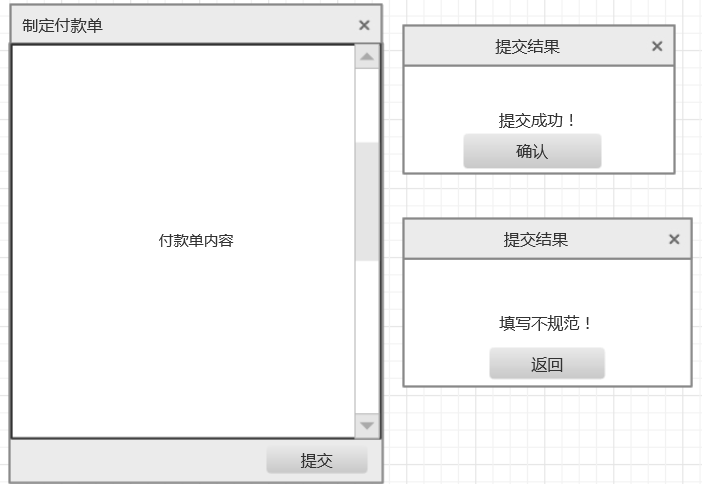 制定付款单
付款单内容
提交
提交结果
提交成功！
确认
提交结果
填写不规范！
返回